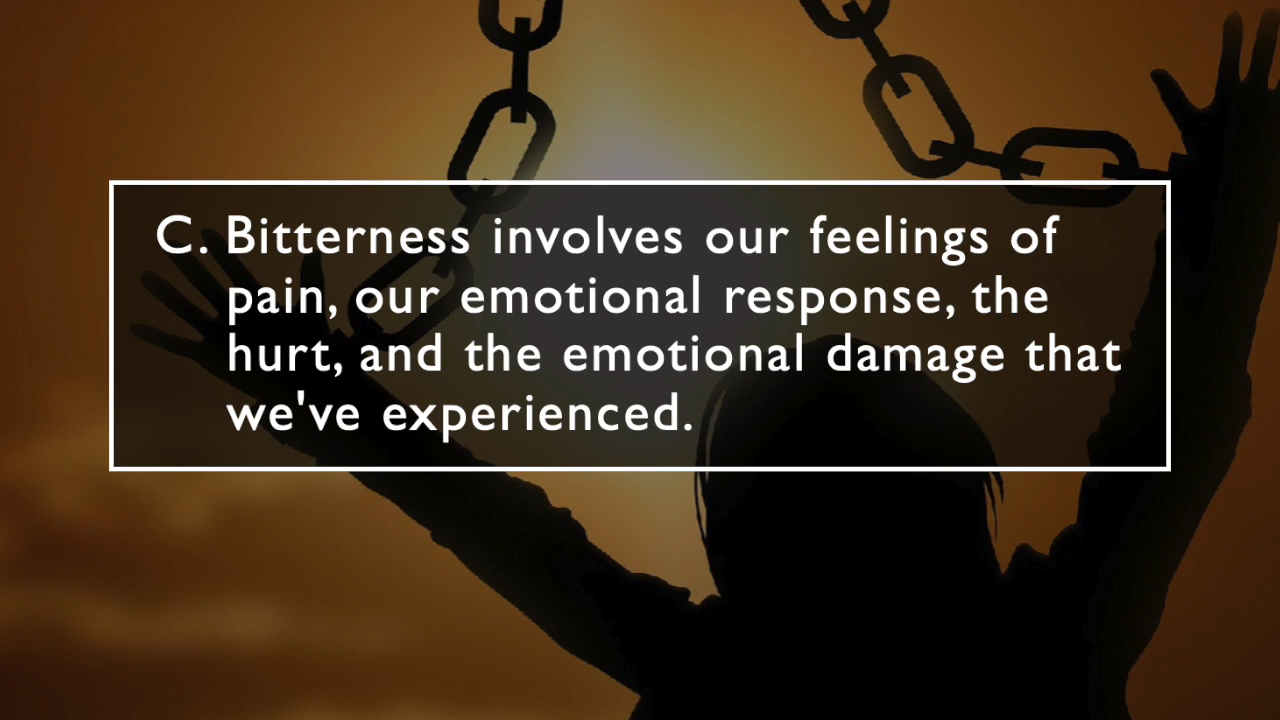 C. Bitterness involves our feelings of
pain, our emotional response, the
hurt, and the emotional damage that
we've experienced.